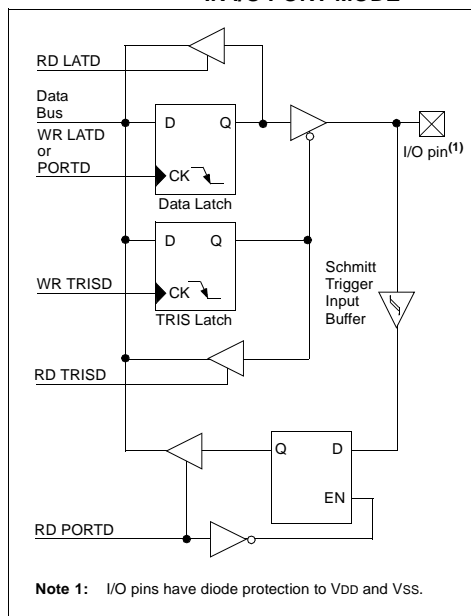 RD LATD
Data
Bus
WR LATD
or
PORTD
D Q
CK
Data Latch
I/O pin(1)
D Q
WR TRISD
CK
TRIS Latch
Schmitt
Trigger
Input
Buffer
RD TRISD
Q D
EN
RD PORTD
Note 1: I/O pins have diode protection to VDD and VSS.